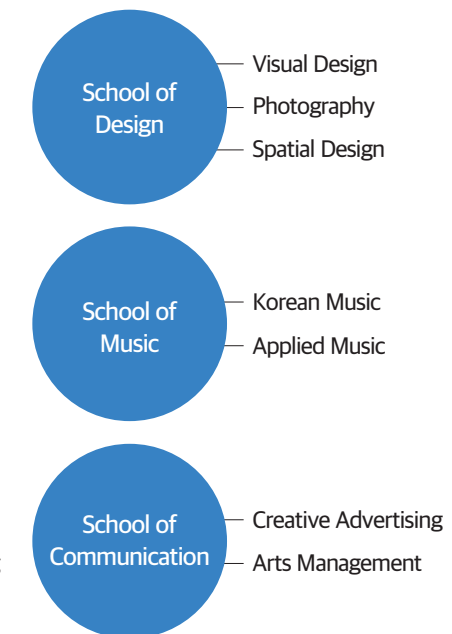 School of
Design
Visual Design
Photography
Spatial Design
School of
Music
Korean Music
Applied Music
School of
Communication
Creative Advertising
Arts Management